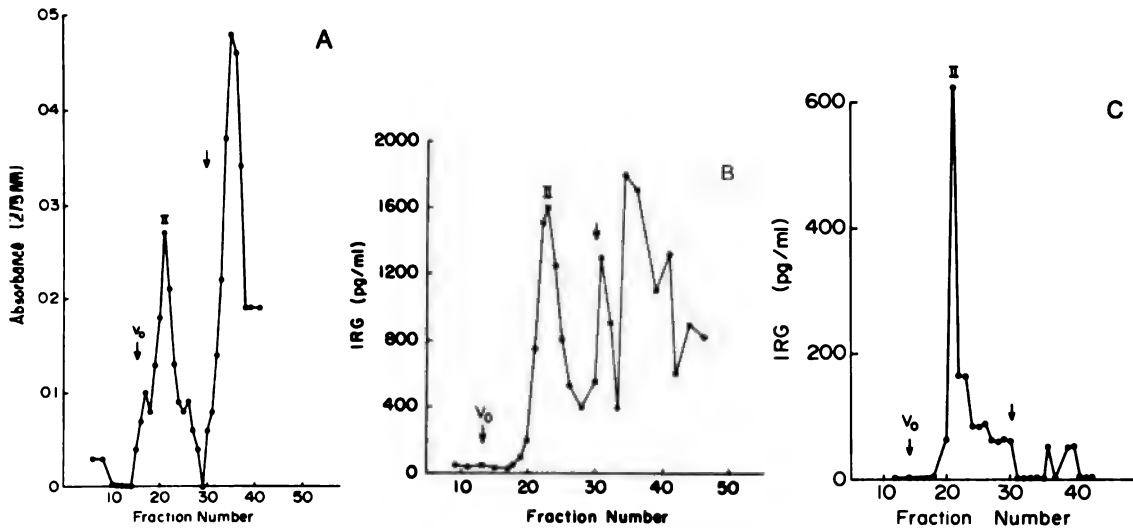 A
05
04
03
02
01
0
II
V₀
10 20 30 40 50
Fraction Number
B
IRG (pg/ml)
2000
1600
1200
800
400
0
II
V₀
10 20 30 40 50
Fraction Number
C
IRG (pg/ml)
600
400
200
0
II
V₀
10 20 30 40
Fraction Number
Absorbance